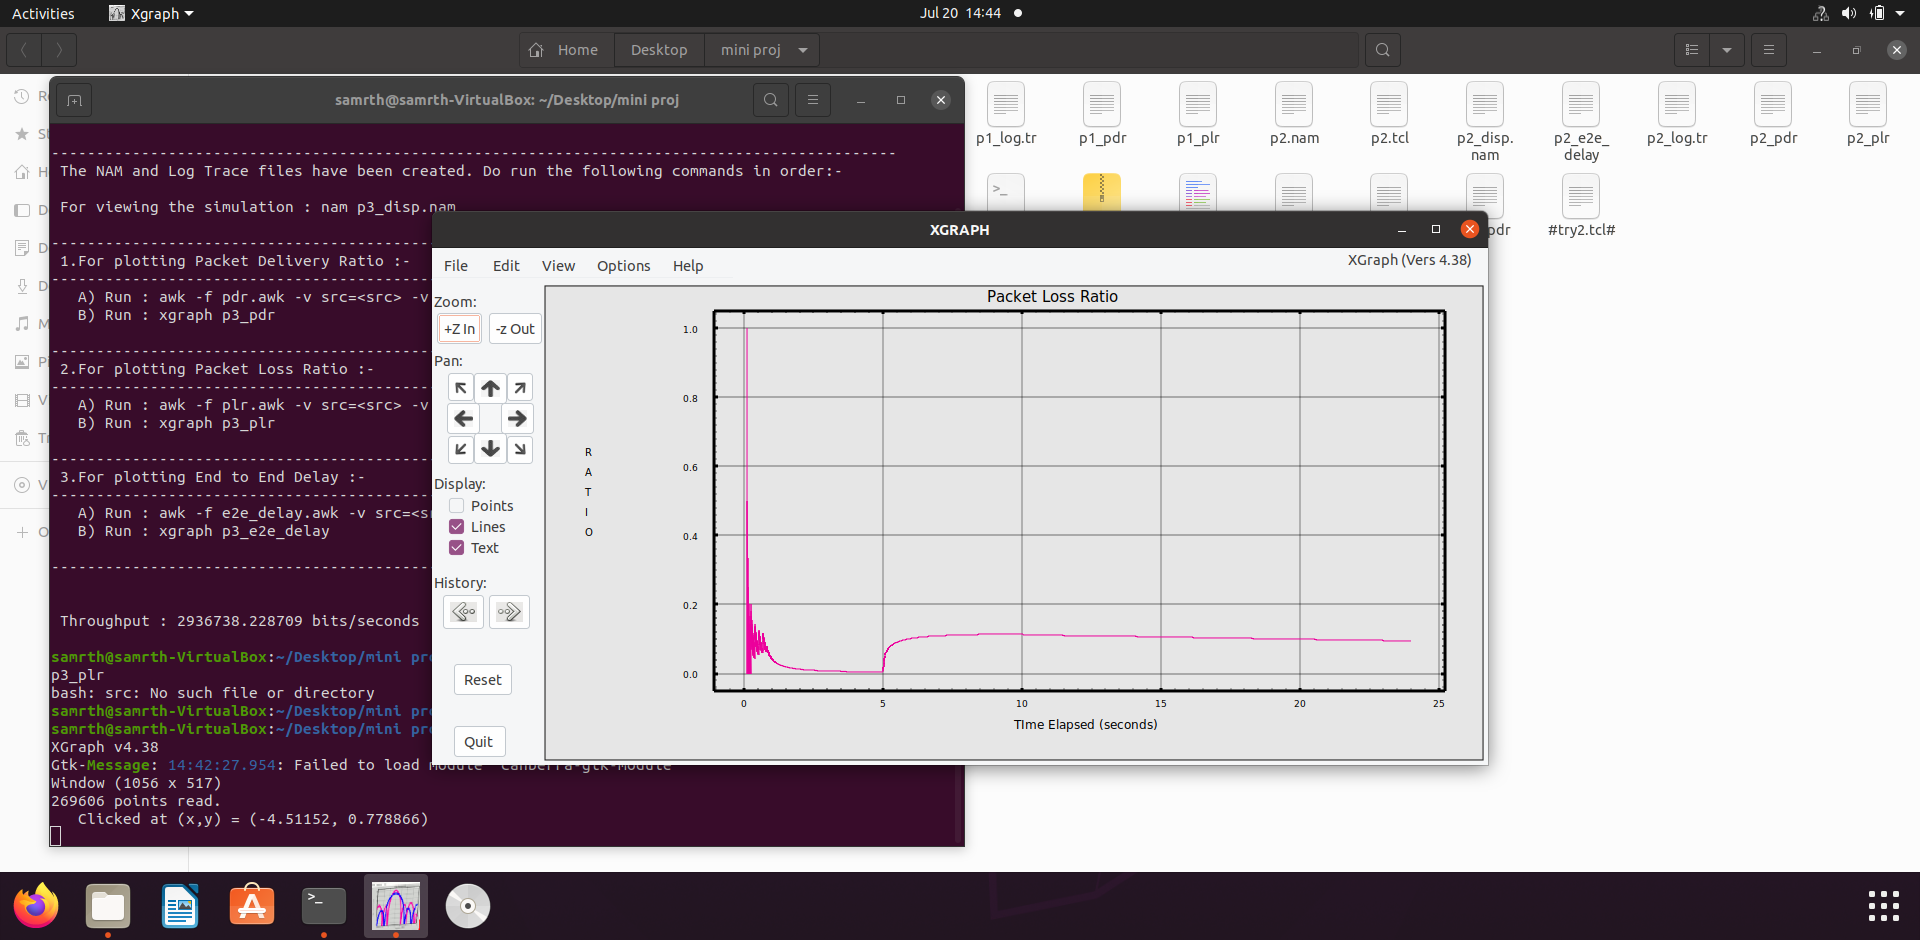 Activities
Xgraph
Jul 20 14:44
Home
Desktop
mini proj
samrth@samrth-VirtualBox: ~/Desktop/mini proj
p1_log.tr
p1_pdr
p1_plr
p2.nam
p2.tcl
p2_disp.
nam
p2_e2e_
delay
p2_log.tr
p2_pdr
p2_plr
#try2.tcl#
------------------------------------------------------------
The NAM and Log Trace files have been created. Do run the following commands in order:-
For viewing the simulation : nam p3_disp.nam
------------------------------------------
1.For plotting Packet Delivery Ratio :-
------------------------------------------
A) Run : awk -f pdr.awk -v src=<src> -v
B) Run : xgraph p3_pdr
------------------------------------------
2.For plotting Packet Loss Ratio :-
------------------------------------------
A) Run : awk -f plr.awk -v src=<src> -v
B) Run : xgraph p3_plr
------------------------------------------
3.For plotting End to End Delay :-
------------------------------------------
A) Run : awk -f e2e_delay.awk -v src=<sr
B) Run : xgraph p3_e2e_delay
------------------------------------------
Throughput : 2936738.228709 bits/seconds
samrth@samrth-VirtualBox:~/Desktop/mini pro
p3_plr
bash: src: No such file or directory
samrth@samrth-VirtualBox:~/Desktop/mini pro
samrth@samrth-VirtualBox:~/Desktop/mini pro
XGraph v4.38
Gtk-Message: 14:42:27.954: Failed to load module "canberra-gtk-module"
Window (1056 x 517)
269606 points read.
Clicked at (x,y) = (-4.51152, 0.778866)
XGRAPH
File Edit View Options Help
XGraph (Vers 4.38)
Zoom:
+Z In
-z Out
Pan:
Display:
Points
Lines
Text
History:
Reset
Quit
Packet Loss Ratio
1.0
0.8
0.6
0.4
0.2
0.0
R
A
T
I
O
0 5 10 15 20 25
TIme Elapsed (seconds)